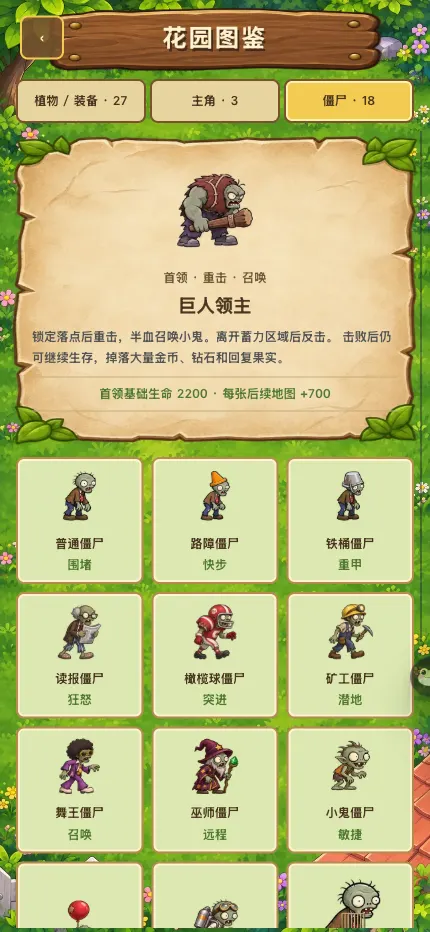 花园图鉴
植物 / 装备 · 27
主角 · 3
僵尸 · 18
首领 · 重击 · 召唤
巨人领主
锁定落点后重击，半血召唤小鬼。离开蓄力区域后反击。 击败后仍
可继续生存，掉落大量金币、钻石和回复果实。
首领基础生命 2200 · 每张后续地图 +700
普通僵尸
围堵
路障僵尸
快步
铁桶僵尸
重甲
读报僵尸
狂怒
橄榄球僵尸
突进
矿工僵尸
潜地
舞王僵尸
召唤
巫师僵尸
远程
小鬼僵尸
敏捷